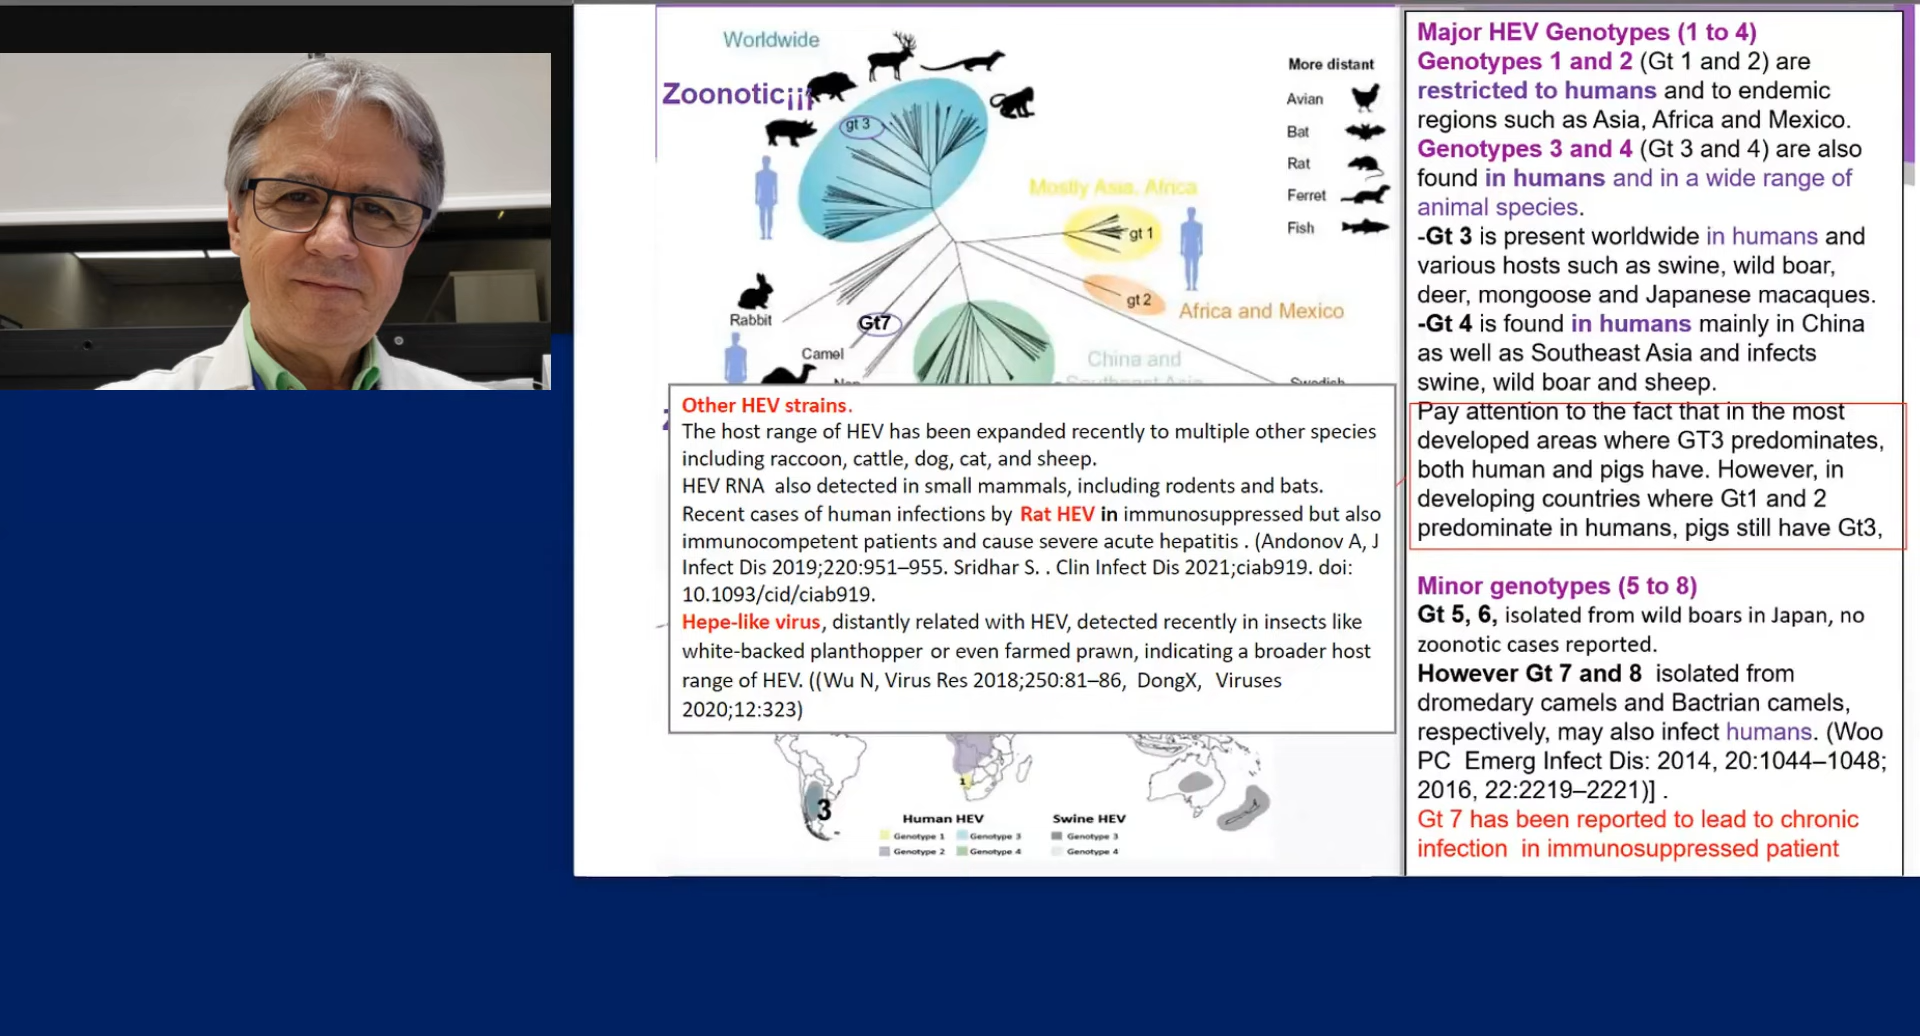 Worldwide
Zoonotic¡¡¡
gt 3
Mostly Asia, Africa
gt 1
gt 2
Africa and Mexico
Rabbit
Gt7
Camel
China and
Southeast Asia
Swedish
More distant
Avian
Bat
Rat
Ferret
Fish
Other HEV strains.
The host range of HEV has been expanded recently to multiple other species
including raccoon, cattle, dog, cat, and sheep.
HEV RNA also detected in small mammals, including rodents and bats.
Recent cases of human infections by Rat HEV in immunosuppressed but also
immunocompetent patients and cause severe acute hepatitis . (Andonov A, J
Infect Dis 2019;220:951–955. Sridhar S. . Clin Infect Dis 2021;ciab919. doi:
10.1093/cid/ciab919.
Hepe-like virus, distantly related with HEV, detected recently in insects like
white-backed planthopper or even farmed prawn, indicating a broader host
range of HEV. ((Wu N, Virus Res 2018;250:81–86, DongX, Viruses
2020;12:323)
1
3
Human HEV
Genotype 1
Genotype 3
Genotype 2
Genotype 4
Swine HEV
Genotype 3
Genotype 4
Major HEV Genotypes (1 to 4)
Genotypes 1 and 2 (Gt 1 and 2) are
restricted to humans and to endemic
regions such as Asia, Africa and Mexico.
Genotypes 3 and 4 (Gt 3 and 4) are also
found in humans and in a wide range of
animal species.
-Gt 3 is present worldwide in humans and
various hosts such as swine, wild boar,
deer, mongoose and Japanese macaques.
-Gt 4 is found in humans mainly in China
as well as Southeast Asia and infects
swine, wild boar and sheep.
Pay attention to the fact that in the most
developed areas where GT3 predominates,
both human and pigs have. However, in
developing countries where Gt1 and 2
predominate in humans, pigs still have Gt3,
Minor genotypes (5 to 8)
Gt 5, 6, isolated from wild boars in Japan, no
zoonotic cases reported.
However Gt 7 and 8 isolated from
dromedary camels and Bactrian camels,
respectively, may also infect humans. (Woo
PC Emerg Infect Dis: 2014, 20:1044–1048;
2016, 22:2219–2221)] .
Gt 7 has been reported to lead to chronic
infection in immunosuppressed patient